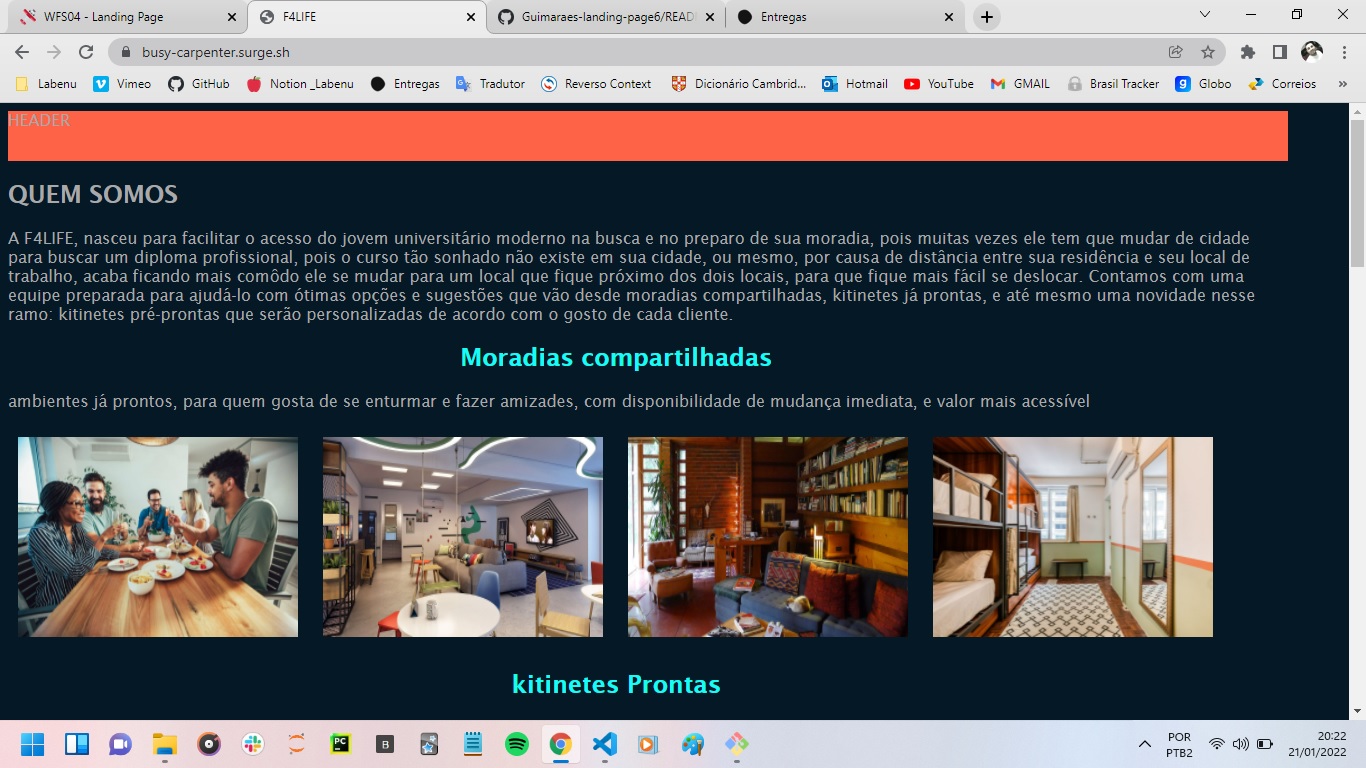 WFS04 - Landing Page
F4LIFE
Guimaraes-landing-page6/READ
Entregas
busy-carpenter.surge.sh
Labenu
Vimeo
GitHub
Notion _Labenu
Entregas
Tradutor
Reverso Context
Dicionário Cambrid...
Hotmail
YouTube
GMAIL
Brasil Tracker
Globo
Correios
»
HEADER
QUEM SOMOS
A F4LIFE, nasceu para facilitar o acesso do jovem universitário moderno na busca e no preparo de sua moradia, pois muitas vezes ele tem que mudar de cidade
para buscar um diploma profissional, pois o curso tão sonhado não existe em sua cidade, ou mesmo, por causa de distância entre sua residência e seu local de
trabalho, acaba ficando mais comôdo ele se mudar para um local que fique próximo dos dois locais, para que fique mais fácil se deslocar. Contamos com uma
equipe preparada para ajudá-lo com ótimas opções e sugestões que vão desde moradias compartilhadas, kitinetes já prontas, e até mesmo uma novidade nesse
ramo: kitinetes pré-prontas que serão personalizadas de acordo com o gosto de cada cliente.
Moradias compartilhadas
ambientes já prontos, para quem gosta de se enturmar e fazer amizades, com disponibilidade de mudança imediata, e valor mais acessível
kitinetes Prontas
PC
B
POR
PTB2
20:22
21/01/2022